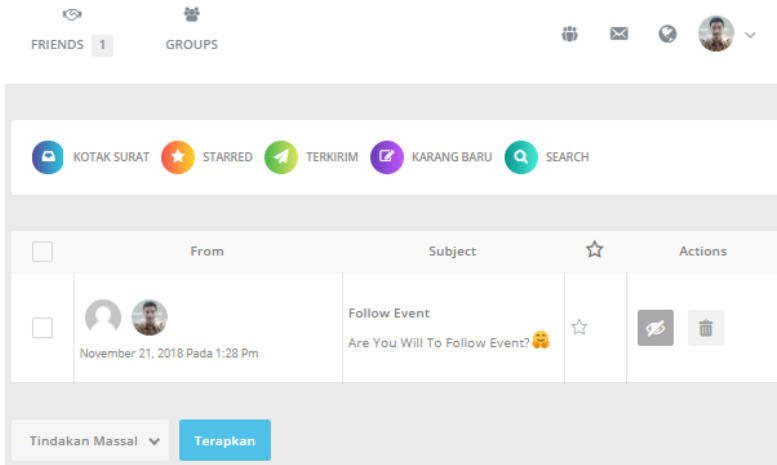 FRIENDS 1 GROUPS
KOTAK SURAT STARRED TERKIRIM KARANG BARU SEARCH
From Subject Actions
Follow Event
Are You Will To Follow Event?🤗
November 21, 2018 Pada 1:28 Pm
Tindakan Massal Terapkan